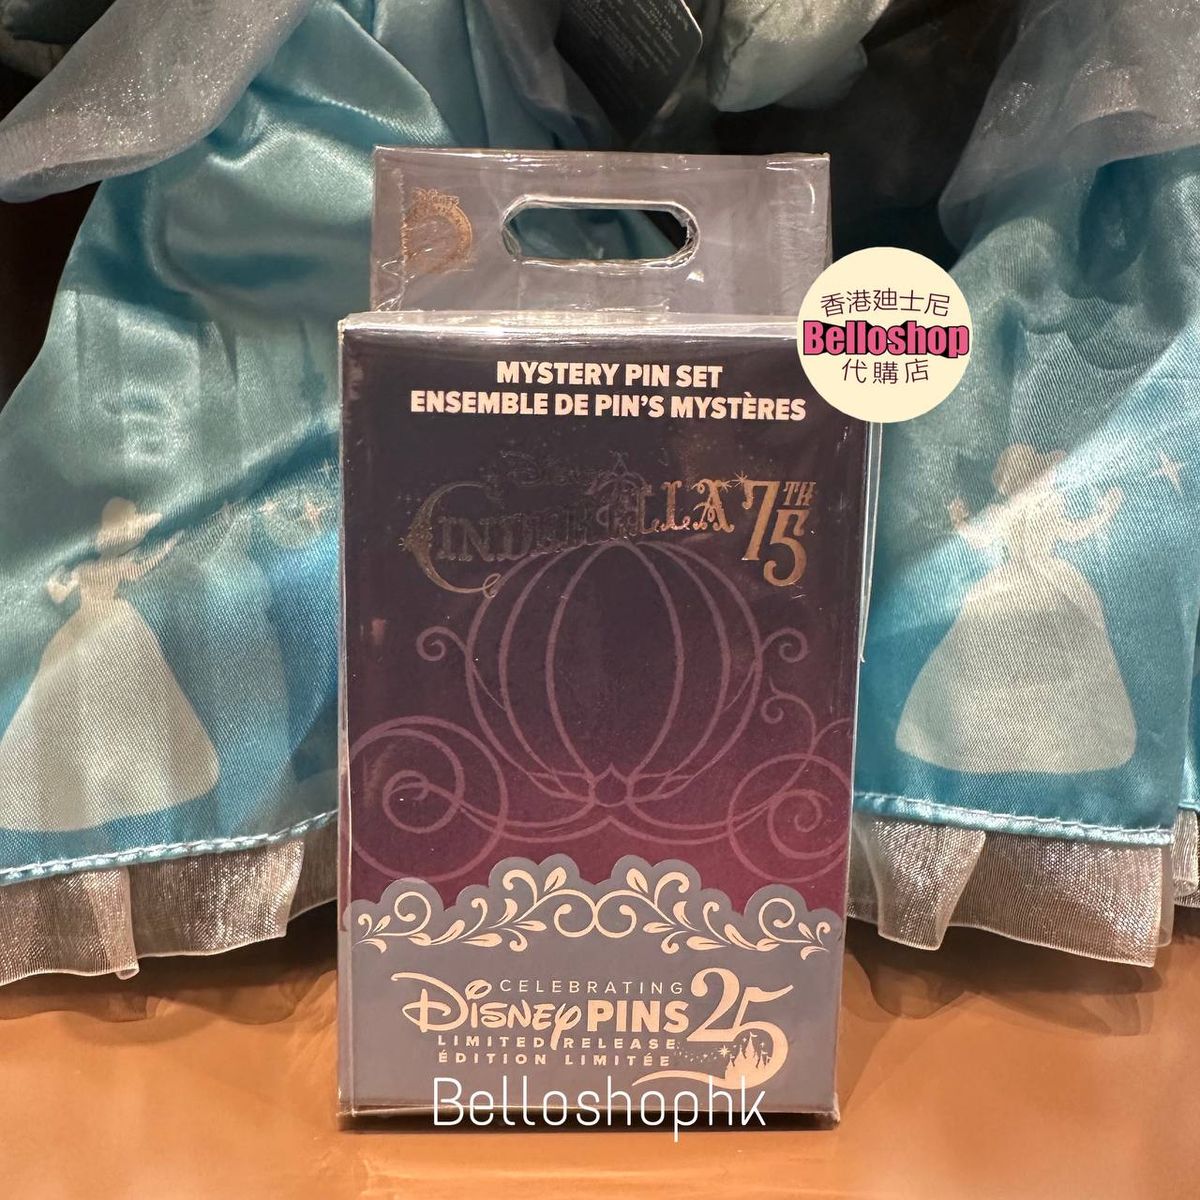 香港廸士尼
Belloshop
代購店
MYSTERY PIN SET
ENSEMBLE DE PIN'S MYSTÈRES
Disney
CINDERELLA 75TH
CELEBRATING
Disney PINS 25
LIMITED RELEASE
ÉDITION LIMITÉE
Belloshophk